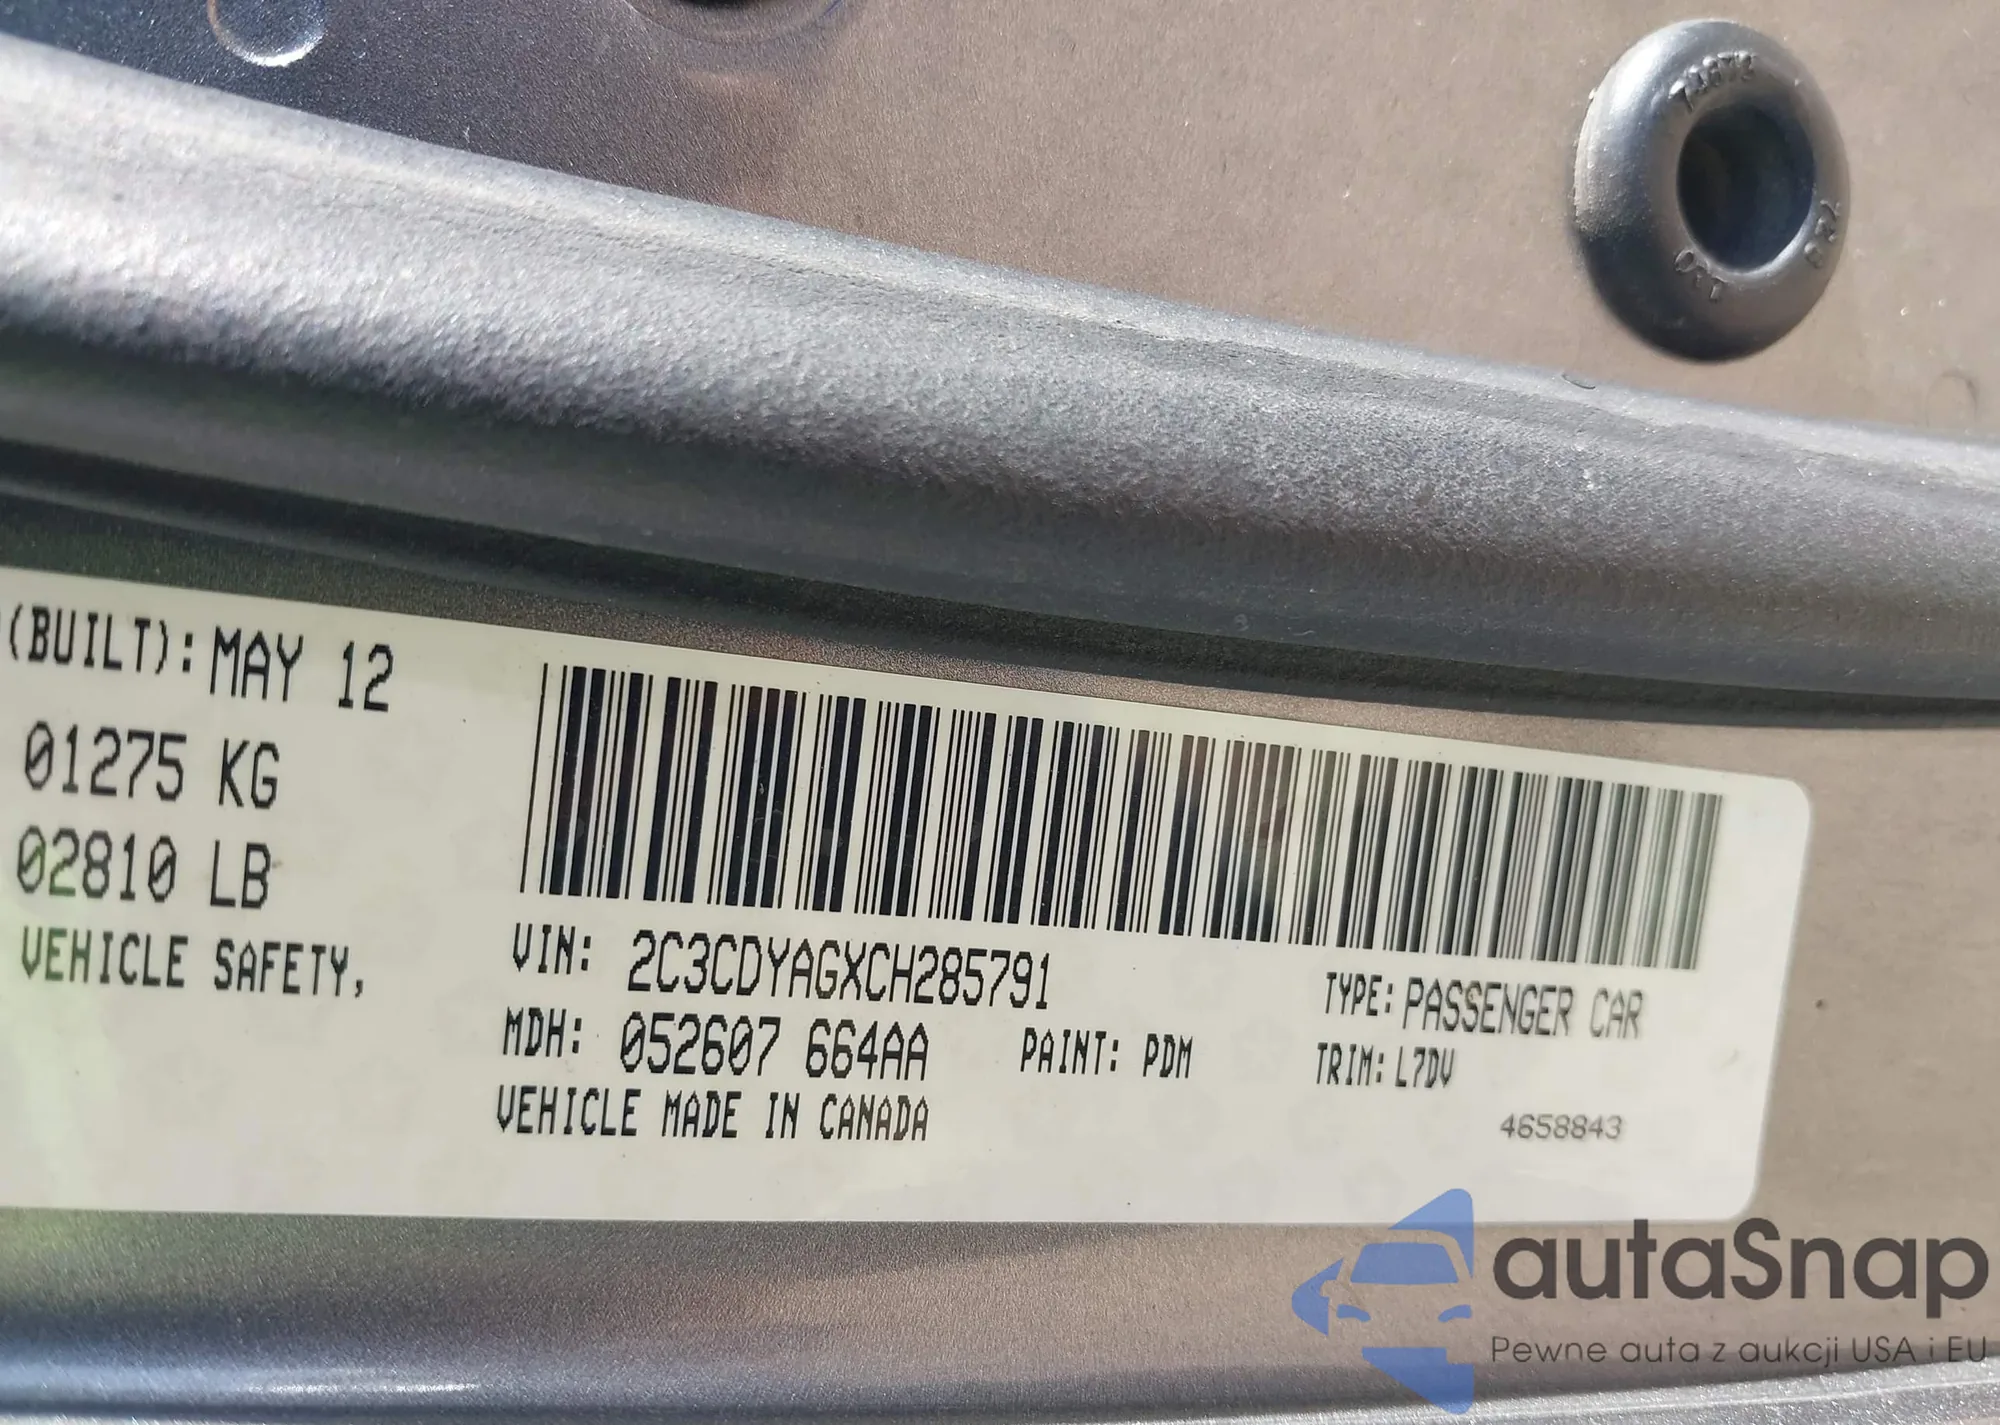 (BUILT): MAY 12
01275 KG
02810 LB
VEHICLE SAFETY,
VIN: 2C3CDYAGXCH285791
TYPE: PASSENGER CAR
MDH: 052607 664AA
PAINT: PDM
TRIM: L7DV
VEHICLE MADE IN CANADA
4658843
autaSnap
Pewne auta z aukcji USA i EU